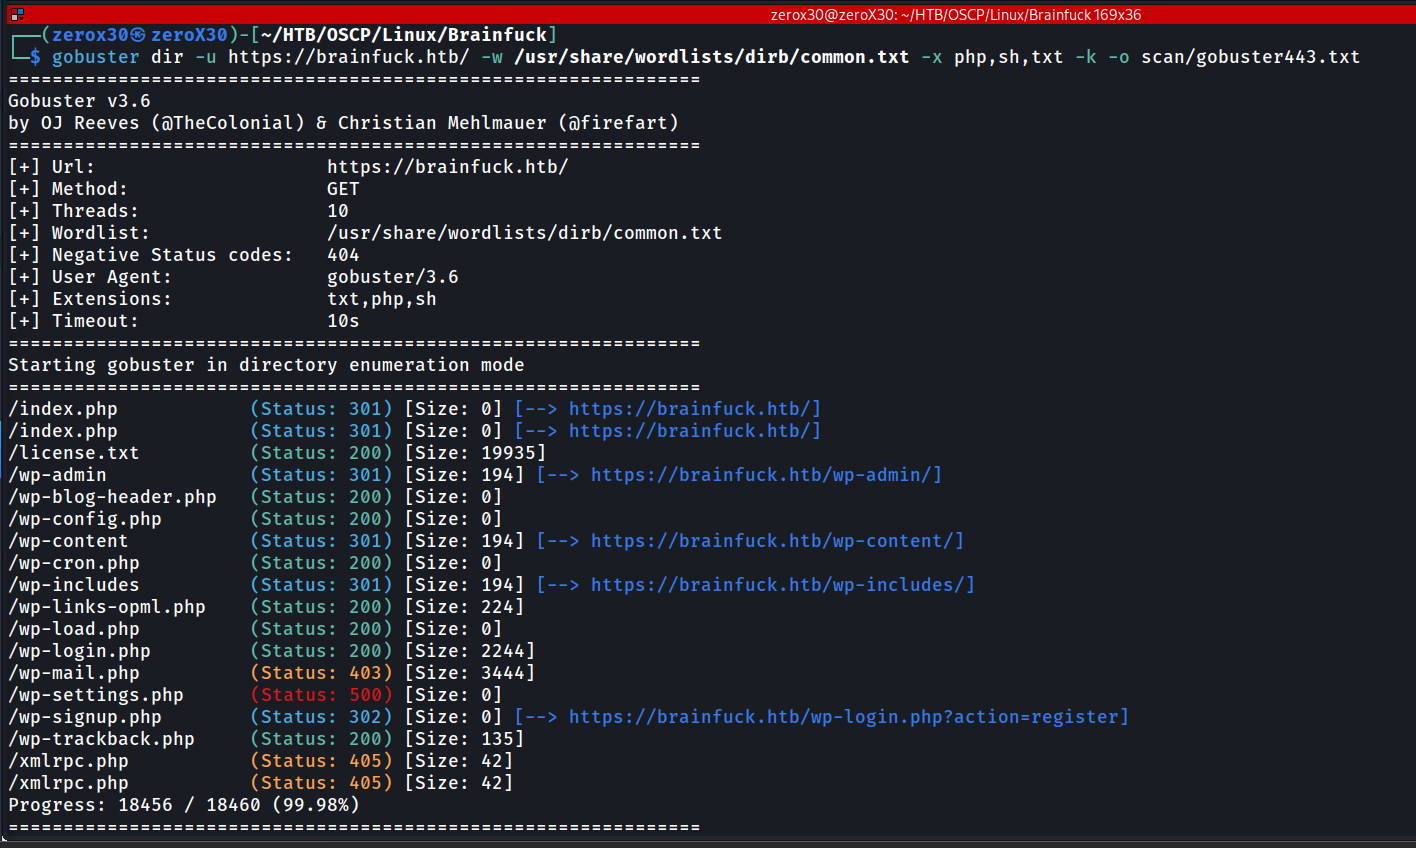 zerox30@zeroX30: ~/HTB/OSCP/Linux/Brainfuck 169x36
┌──(zerox30㉿zeroX30)-[~/HTB/OSCP/Linux/Brainfuck]
└─$ gobuster dir -u https://brainfuck.htb/ -w /usr/share/wordlists/dirb/common.txt -x php,sh,txt -k -o scan/gobuster443.txt
===============================================================
Gobuster v3.6
by OJ Reeves (@TheColonial) & Christian Mehlmauer (@firefart)
===============================================================
[+] Url:                     https://brainfuck.htb/
[+] Method:                  GET
[+] Threads:                 10
[+] Wordlist:                /usr/share/wordlists/dirb/common.txt
[+] Negative Status codes:   404
[+] User Agent:              gobuster/3.6
[+] Extensions:              txt,php,sh
[+] Timeout:                 10s
===============================================================
Starting gobuster in directory enumeration mode
===============================================================
/index.php            (Status: 301) [Size: 0] [--> https://brainfuck.htb/]
/index.php            (Status: 301) [Size: 0] [--> https://brainfuck.htb/]
/license.txt          (Status: 200) [Size: 19935]
/wp-admin             (Status: 301) [Size: 194] [--> https://brainfuck.htb/wp-admin/]
/wp-blog-header.php   (Status: 200) [Size: 0]
/wp-config.php        (Status: 200) [Size: 0]
/wp-content           (Status: 301) [Size: 194] [--> https://brainfuck.htb/wp-content/]
/wp-cron.php          (Status: 200) [Size: 0]
/wp-includes          (Status: 301) [Size: 194] [--> https://brainfuck.htb/wp-includes/]
/wp-links-opml.php    (Status: 200) [Size: 224]
/wp-load.php          (Status: 200) [Size: 0]
/wp-login.php         (Status: 200) [Size: 2244]
/wp-mail.php          (Status: 403) [Size: 3444]
/wp-settings.php      (Status: 500) [Size: 0]
/wp-signup.php        (Status: 302) [Size: 0] [--> https://brainfuck.htb/wp-login.php?action=register]
/wp-trackback.php     (Status: 200) [Size: 135]
/xmlrpc.php           (Status: 405) [Size: 42]
/xmlrpc.php           (Status: 405) [Size: 42]
Progress: 18456 / 18460 (99.98%)
===============================================================